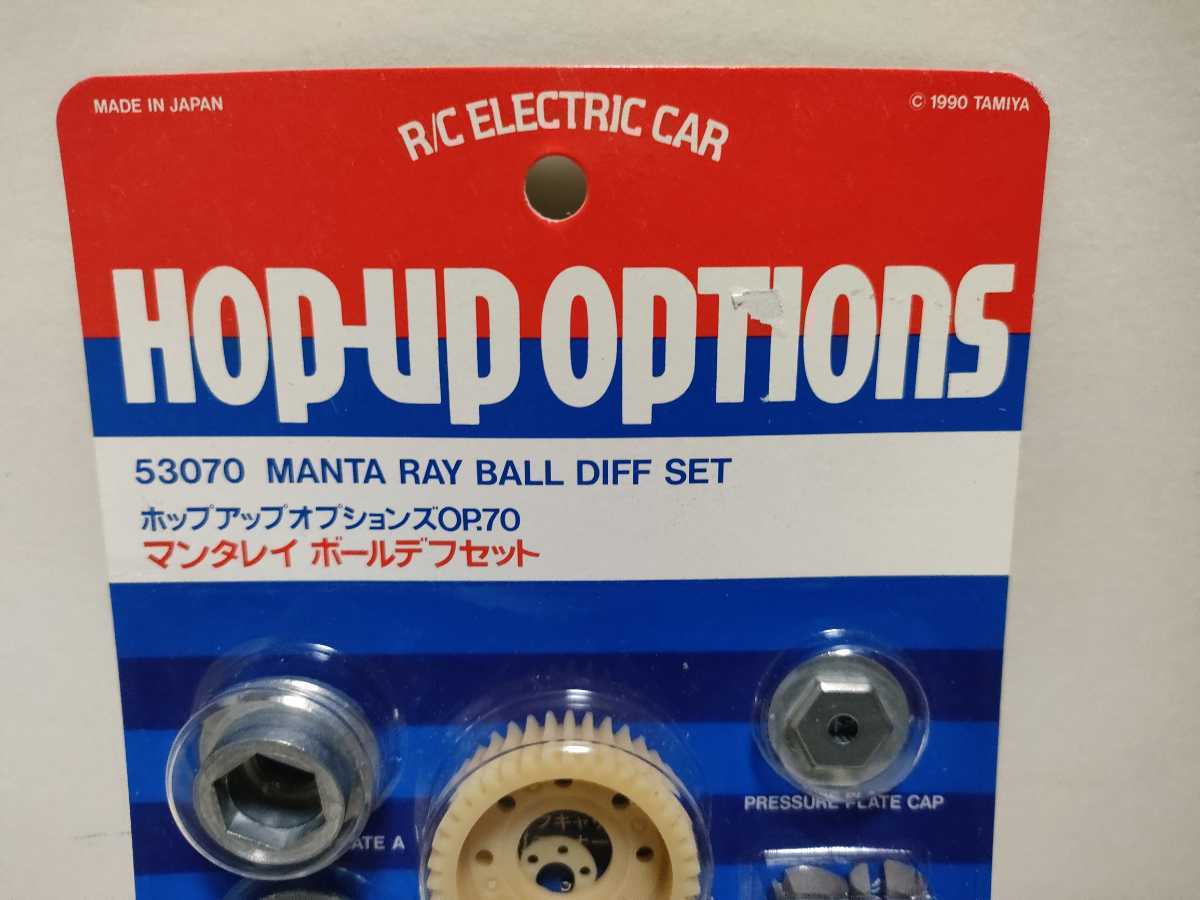 MADE IN JAPAN
© 1990 TAMIYA
R/C ELECTRIC CAR
HOP-UP OPTIONS
53070 MANTA RAY BALL DIFF SET
ホップアップオプションズOP.70
マンタレイ ボールデフセット
PRESSURE PLATE CAP
ATE A